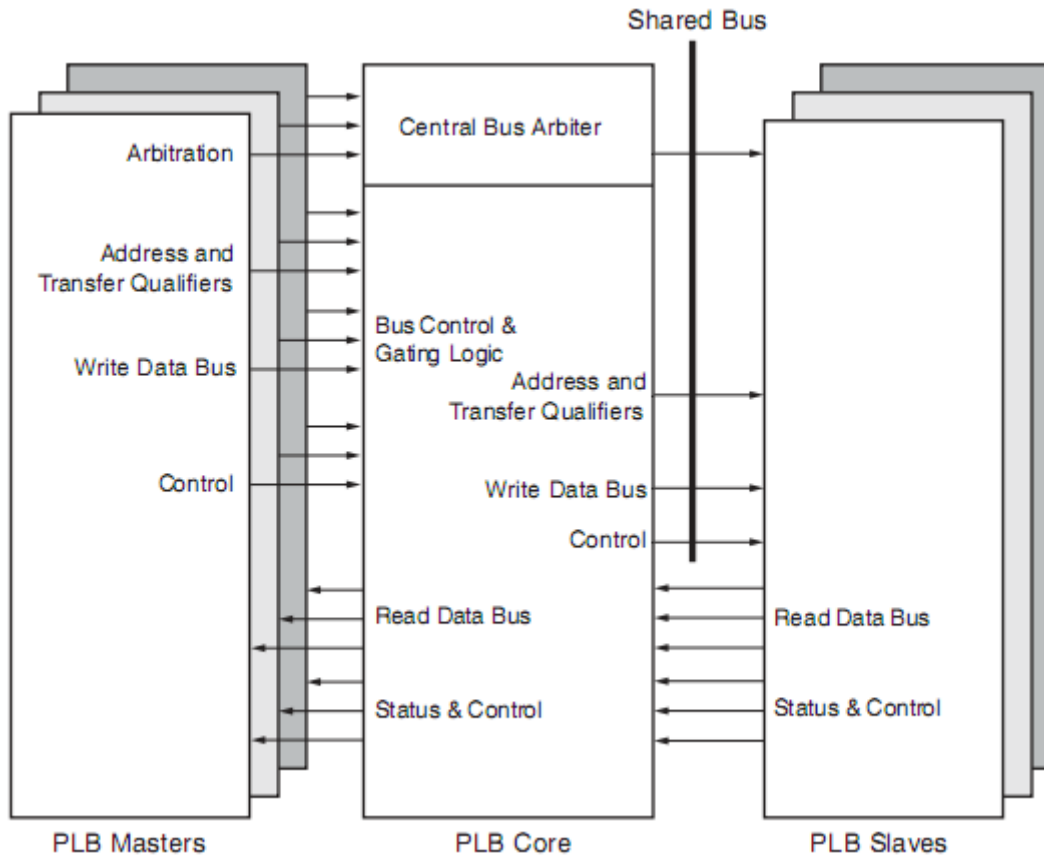 Shared Bus
Central Bus Arbiter
Arbitration
Address and
Transfer Qualifiers
Bus Control &
Gating Logic
Write Data Bus
Address and
Transfer Qualifiers
Control
Write Data Bus
Control
Read Data Bus
Read Data Bus
Status & Control
Status & Control
PLB Masters
PLB Core
PLB Slaves